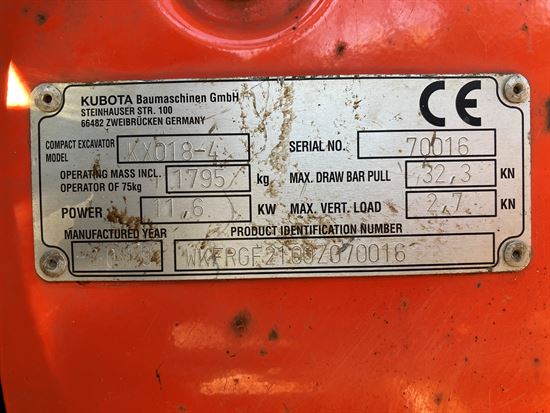 KUBOTA Baumaschinen GmbH
STEINHAUSER STR. 100
66482 ZWEIBRÜCKEN GERMANY
CE
COMPACT EXCAVATOR MODEL KX018-4 SERIAL NO. 70016
OPERATING MASS INCL. OPERATOR OF 75kg 1795 kg MAX. DRAW BAR PULL 32,3 KN
POWER 11,6 KW MAX. VERT. LOAD 2,7 KN
MANUFACTURED YEAR PRODUCT IDENTIFICATION NUMBER